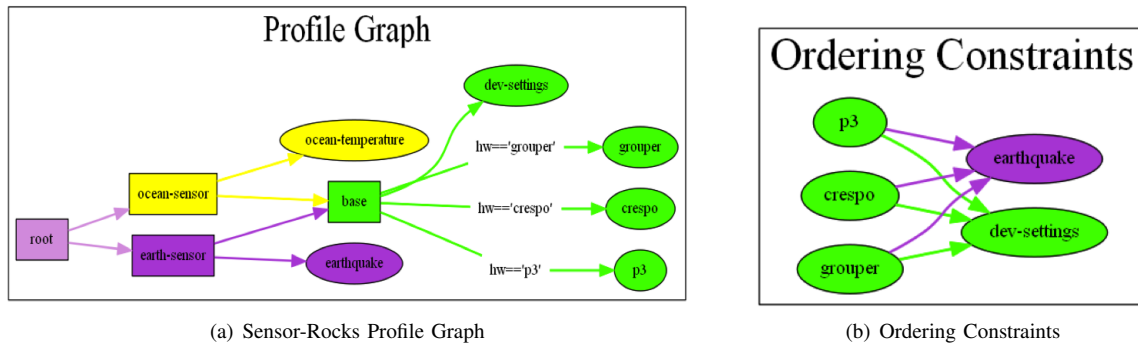 Profile Graph
dev-settings
ocean-temperature
hw=='grouper'
grouper
ocean-sensor
base
hw=='crespo'
crespo
root
earth-sensor
earthquake
hw=='p3'
p3
(a) Sensor-Rocks Profile Graph
Ordering Constraints
p3
earthquake
crespo
dev-settings
grouper
(b) Ordering Constraints